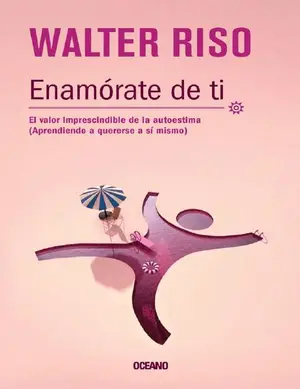 WALTER RISO
Enamórate de ti
El valor imprescindible de la autoestima
(Aprendiendo a quererse a sí mismo)
OCEANO